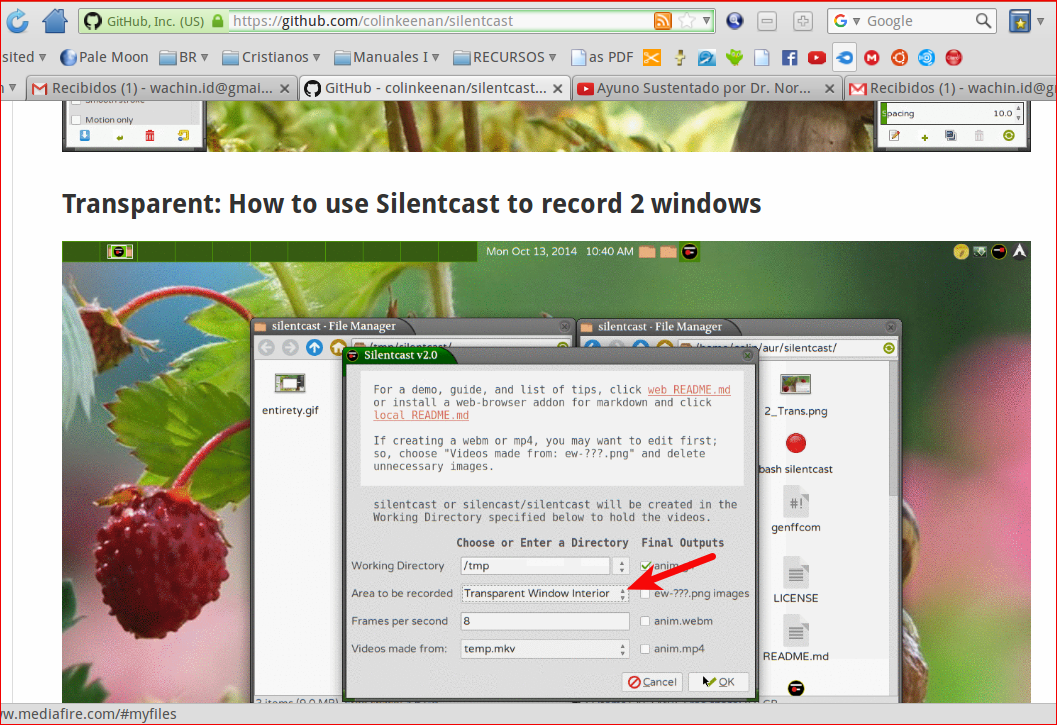 GitHub, Inc. (US) https://github.com/colinkeenan/silentcast Google
sited Pale Moon BR Cristianos Manuales I RECURSOS as PDF
Recibidos (1) - wachin.id@gmai... GitHub - colinkeenan/silentcast... Ayuno Sustentado por Dr. Nor... Recibidos (1) - wachin.id@g
Motion only
Spacing 10.0
Transparent: How to use Silentcast to record 2 windows
Mon Oct 13, 2014 10:40 AM
silentcast - File Manager silentcast - File Manager
/tmp/silentcast/ /home/colin/aur/silentcast/
Silentcast v2.0
For a demo, guide, and list of tips, click web README.md
or install a web-browser addon for markdown and click
local README.md
If creating a webm or mp4, you may want to edit first;
so, choose "Videos made from: ew-???.png" and delete
unnecessary images.
silentcast or silencast/silentcast will be created in the
Working Directory specified below to hold the videos.
Choose or Enter a Directory Final Outputs
Working Directory /tmp
Area to be recorded Transparent Window Interior ew-???.png images
Frames per second 8 anim.webm
Videos made from: temp.mkv anim.mp4
Cancel OK
entirety.gif
2_Trans.png
bash silentcast
#!
genffcom
LICENSE
README.md
w.mediafire.com/#myfiles